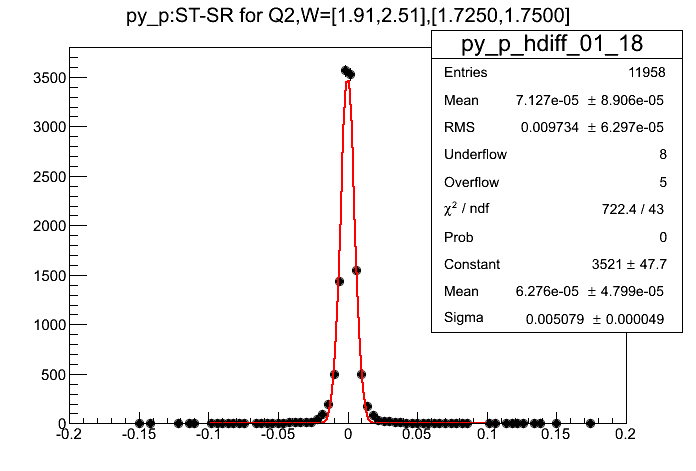 py_p:ST-SR for Q2,W=[1.91,2.51],[1.7250,1.7500]
py_p_hdiff_01_18
Entries 11958
Mean 7.127e-05 ± 8.906e-05
RMS 0.009734 ± 6.297e-05
Underflow 8
Overflow 5
χ² / ndf 722.4 / 43
Prob 0
Constant 3521 ± 47.7
Mean 6.276e-05 ± 4.799e-05
Sigma 0.005079 ± 0.000049
3500
3000
2500
2000
1500
1000
500
0
-0.2 -0.15 -0.1 -0.05 0 0.05 0.1 0.15 0.2